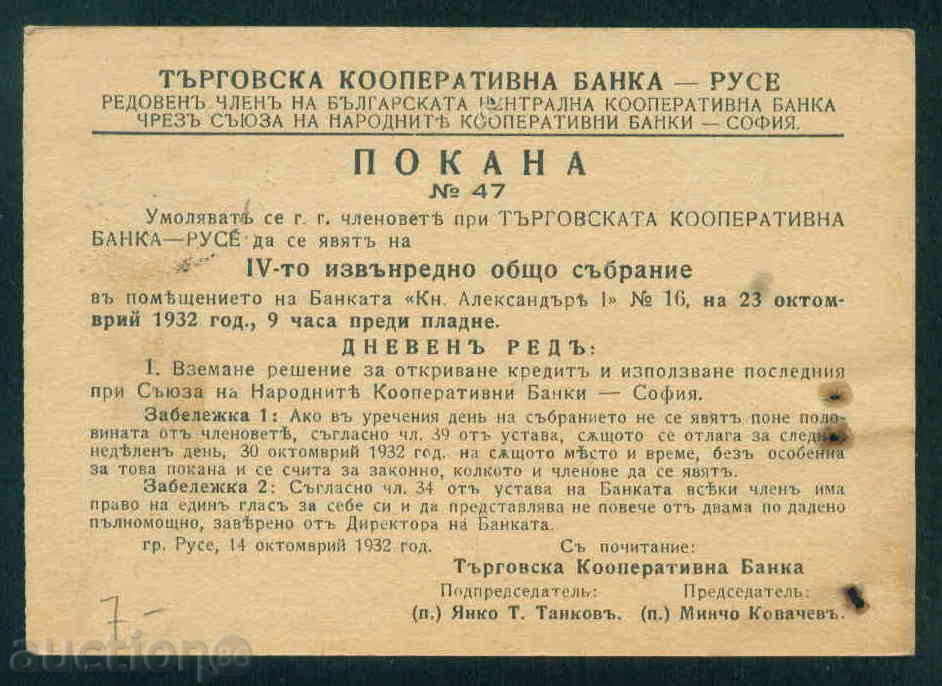 ТЪРГОВСКА КООПЕРАТИВНА БАНКА — РУСЕ
РЕДОВЕНЪ ЧЛЕНЪ НА БЪЛГАРСКАТА ЦЕНТРАЛНА КООПЕРАТИВНА БАНКА
ЧРЕЗЪ СЪЮЗА НА НАРОДНИТѢ КООПЕРАТИВНИ БАНКИ — СОФИЯ.
ПОКАНА
№ 47
Умоляватъ се г. г. членоветѣ при ТЪРГОВСКАТА КООПЕРАТИВНА
БАНКА—РУСЕ да се явятъ на
IV-то извънредно общо събрание
въ помѣщението на Банката «Кн. Александъръ I» № 16, на 23 октом-
врий 1932 год., 9 часа преди пладне.
ДНЕВЕНЪ РЕДЪ:
I. Вземане решение за откриване кредитъ и използване последния
при Съюза на Народнитѣ Кооперативни Банки — София.
Забележка 1: Ако въ уречения день на събранието не се явятъ поне поло-
вината отъ членоветѣ, съгласно чл. 39 отъ устава, сѫщото се отлага за следния
недѣленъ день, 30 октомврий 1932 год. на сѫщото мѣсто и време, безъ особенна
за това покана и се счита за законно, колкото и членове да се явятъ.
Забележка 2: Съгласно чл. 34 отъ устава на Банката всѣки членъ има
право на единъ гласъ за себе си и да представлява не повече отъ двама по дадено
пълномощно, завѣрено отъ Директора на Банката.
гр. Русе, 14 октомврий 1932 год. Съ почитание:
Търговска Кооперативна Банка
Подпредседатель: Председатель:
(п.) Янко Т. Танковъ. (п.) Минчо Ковачевъ.
7-
auction